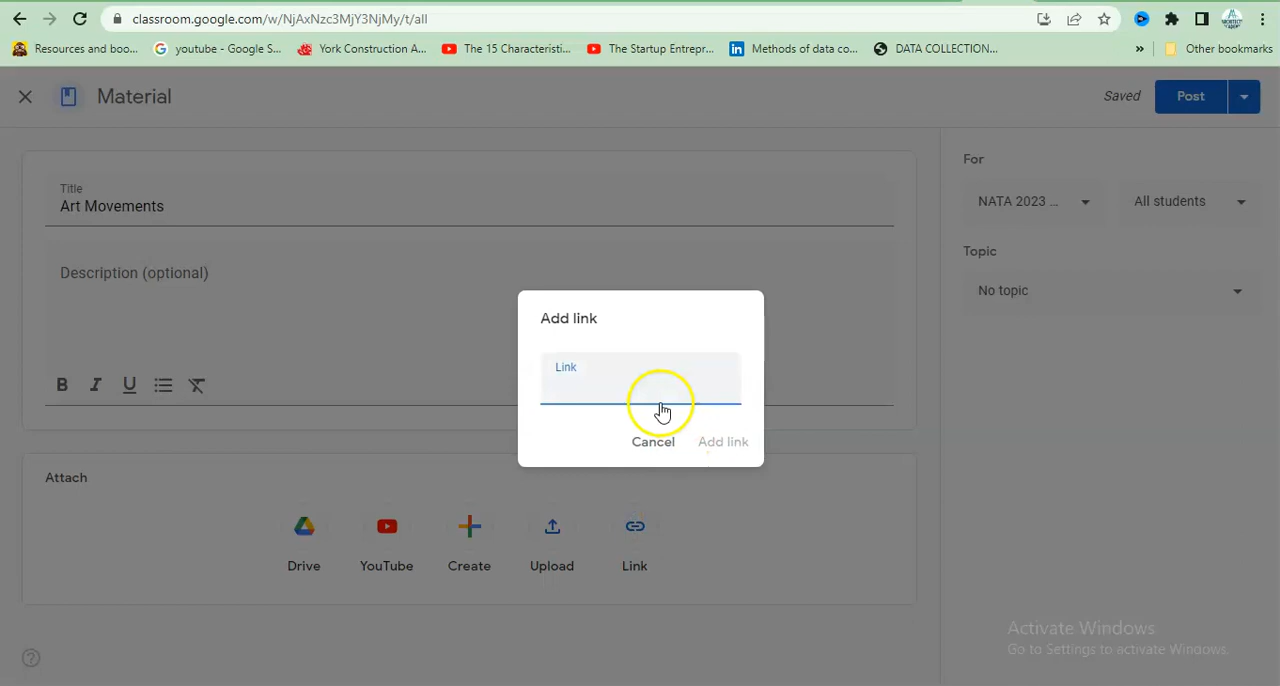 classroom.google.com/w/NjAxNzc3MjY3NjMy/t/all
Resources and boo...
youtube - Google S...
York Construction A...
The 15 Characteristi...
The Startup Entrepr...
Methods of data co...
DATA COLLECTION...
»
Other bookmarks
Material
Saved
Post
Title
Art Movements
Description (optional)
B I U
For
NATA 2023 ...
All students
Topic
No topic
Add link
Link
Cancel
Add link
Attach
Drive
YouTube
Create
Upload
Link
Activate Windows
Go to Settings to activate Windows.